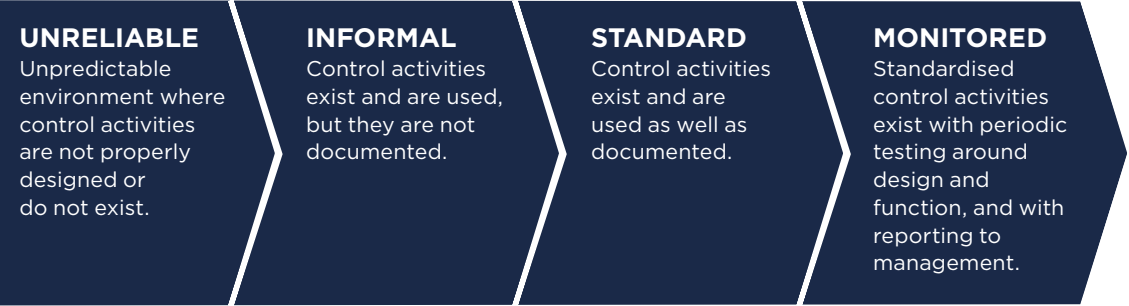 UNRELIABLE
Unpredictable
environment where
control activities
are not properly
designed or
do not exist.
INFORMAL
Control activities
exist and are used,
but they are not
documented.
STANDARD
Control activities
exist and are
used as well as
documented.
MONITORED
Standardised
control activities
exist with periodic
testing around
design and
function, and with
reporting to
management.